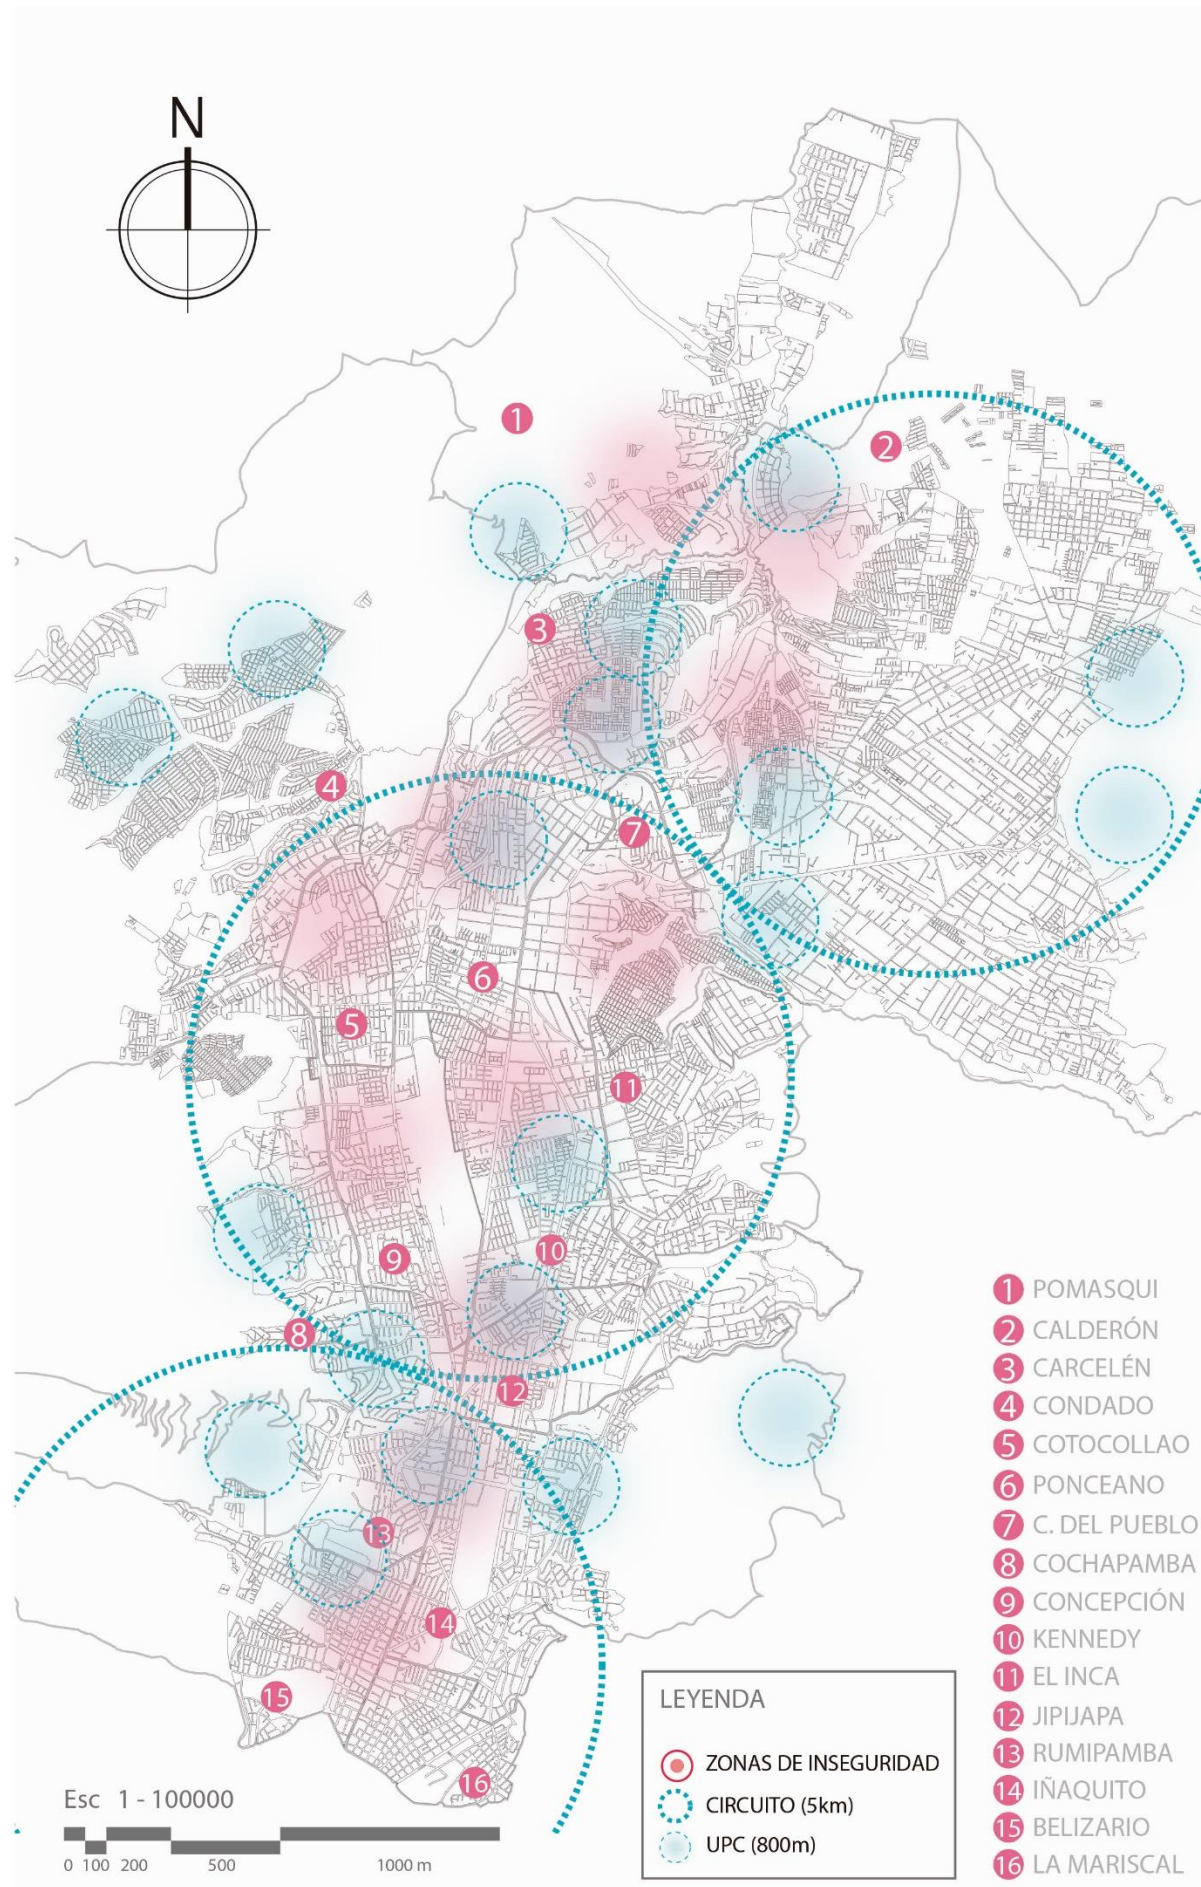 N
1
2
3
4
7
6
5
11
10
9
8
12
13
14
15
16
1 POMASQUI
2 CALDERÓN
3 CARCELÉN
4 CONDADO
5 COTOCOLLAO
6 PONCEANO
7 C. DEL PUEBLO
8 COCHAPAMBA
9 CONCEPCIÓN
10 KENNEDY
11 EL INCA
12 JIPIJAPA
13 RUMIPAMBA
14 IÑAQUITO
15 BELIZARIO
16 LA MARISCAL
LEYENDA
ZONAS DE INSEGURIDAD
CIRCUITO (5km)
UPC (800m)
Esc 1 - 100000
0 100 200 500 1000 m